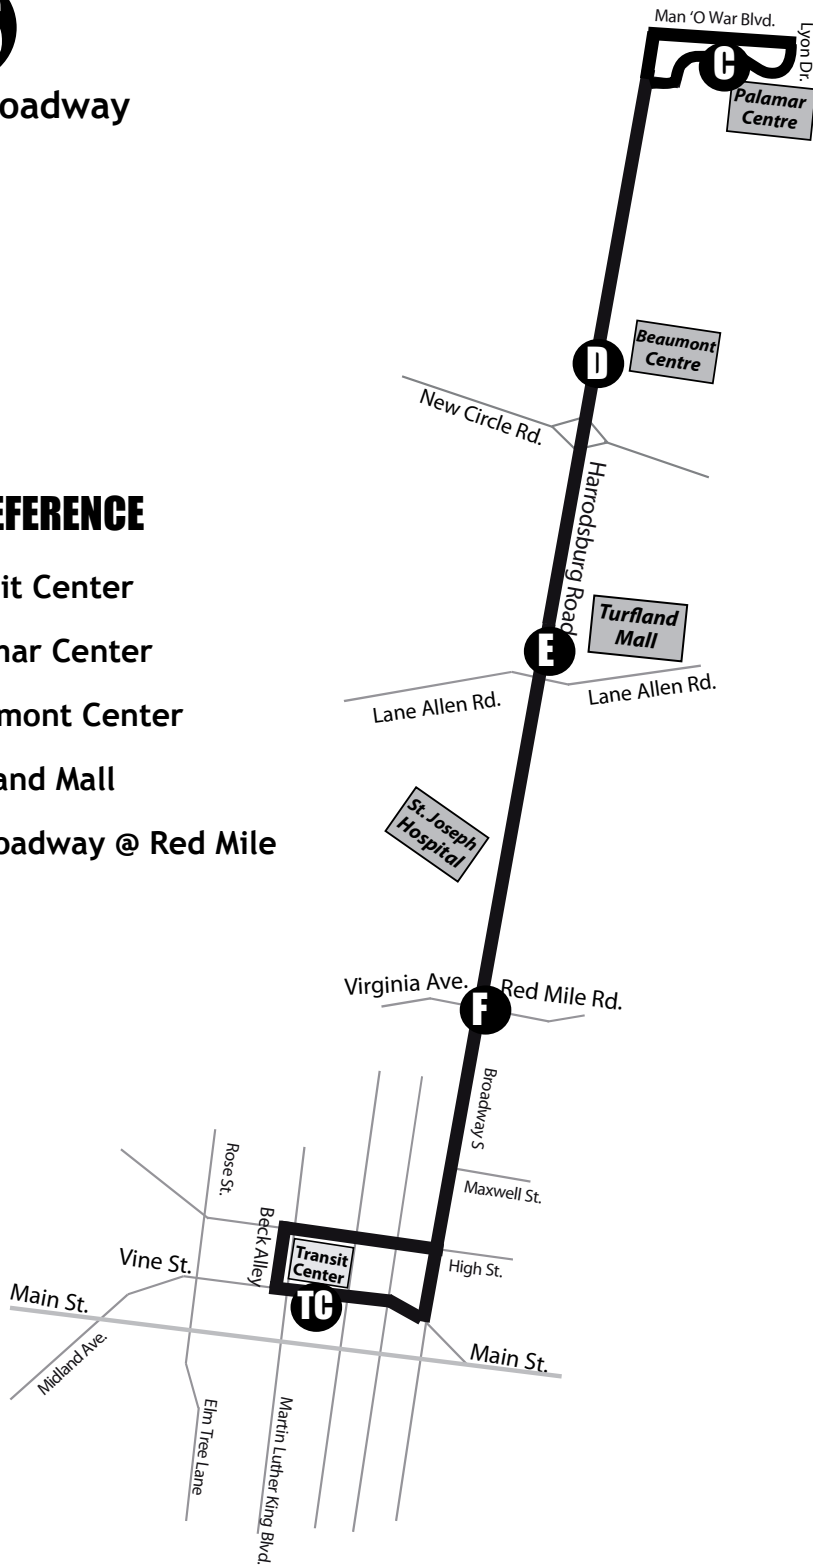 oadway
EFERENCE
it Center
mar Center
mont Center
and Mall
oadway @ Red Mile
Man ‘O War Blvd.
Lyon Dr.
C
Palamar
Centre
D
Beaumont
Centre
New Circle Rd.
Harrodsburg Road
Turfland
Mall
E
Lane Allen Rd.
Lane Allen Rd.
St. Joseph
Hospital
Virginia Ave.
Red Mile Rd.
F
Broadway S
Rose St.
Maxwell St.
Beck Alley
Transit
Center
High St.
Vine St.
TC
Main St.
Main St.
Midland Ave.
Elm Tree Lane
Martin Luther King Blvd.